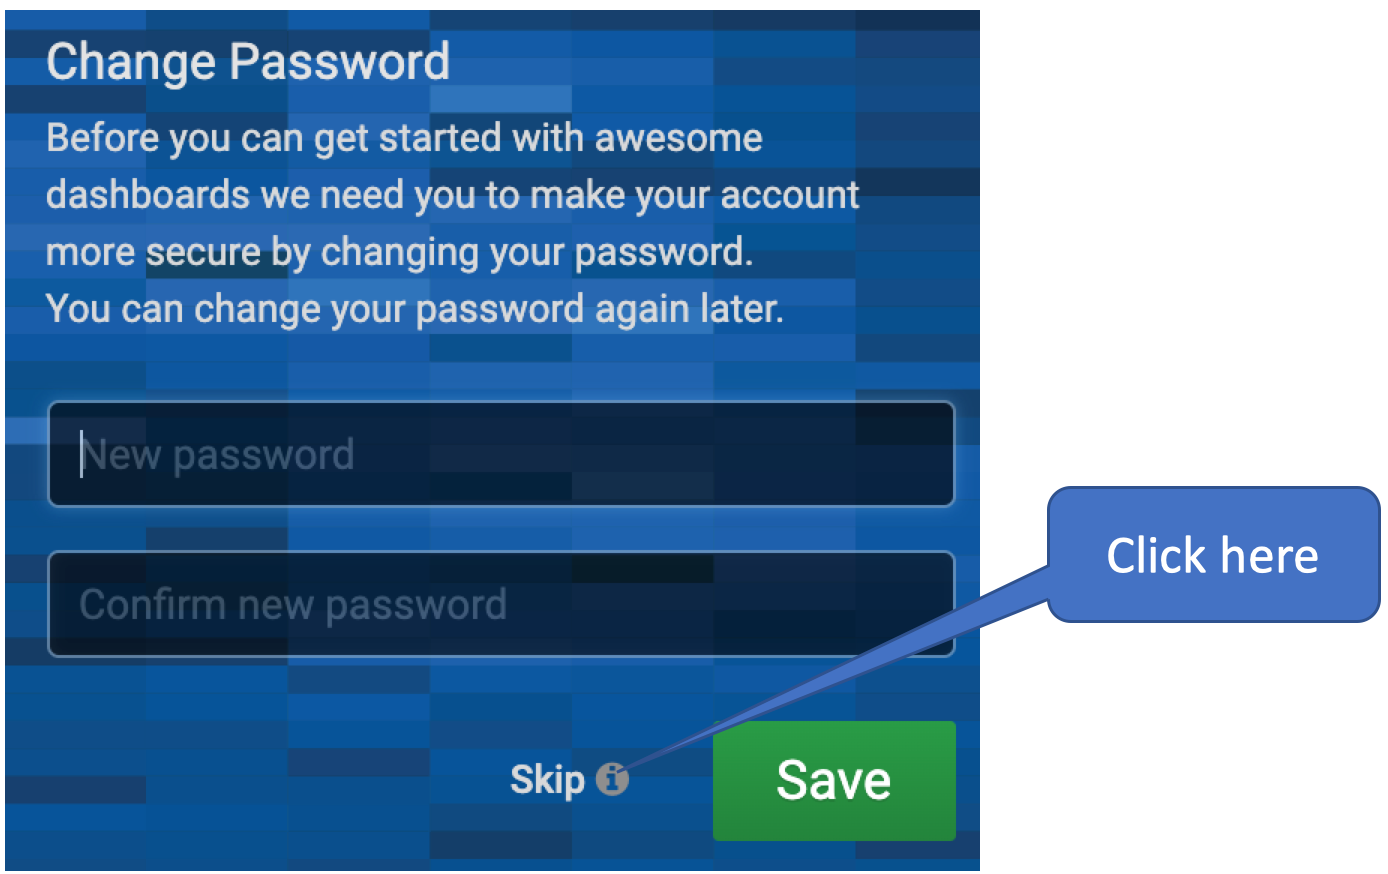 Change Password
Before you can get started with awesome
dashboards we need you to make your account
more secure by changing your password.
You can change your password again later.
New password
Click here
Confirm new password
Skip
Save